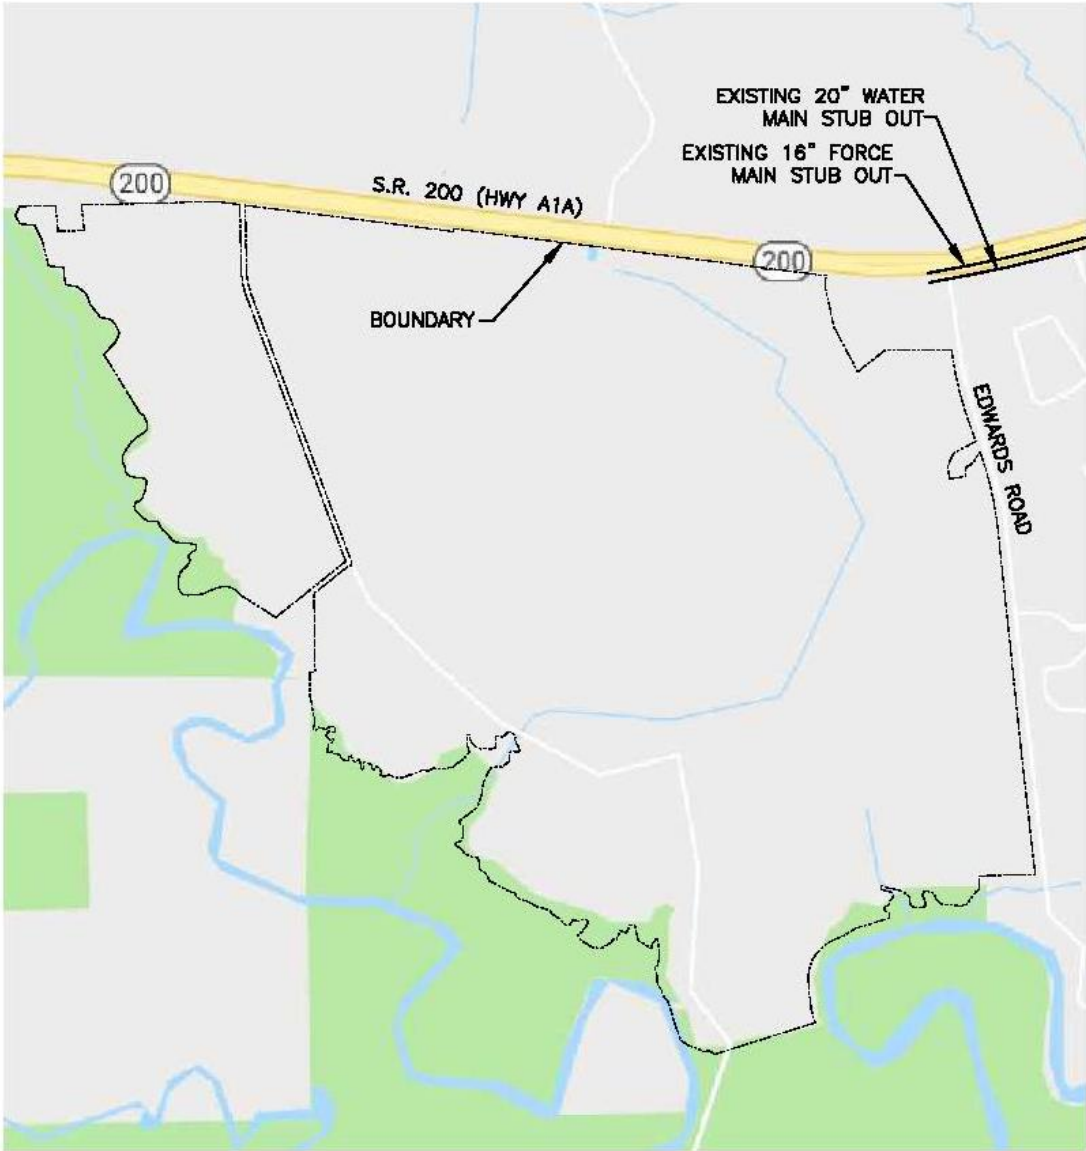 EXISTING 20" WATER
MAIN STUB OUT
EXISTING 16" FORCE
MAIN STUB OUT
200
S.R. 200 (HWY A1A)
200
BOUNDARY
EDWARDS ROAD